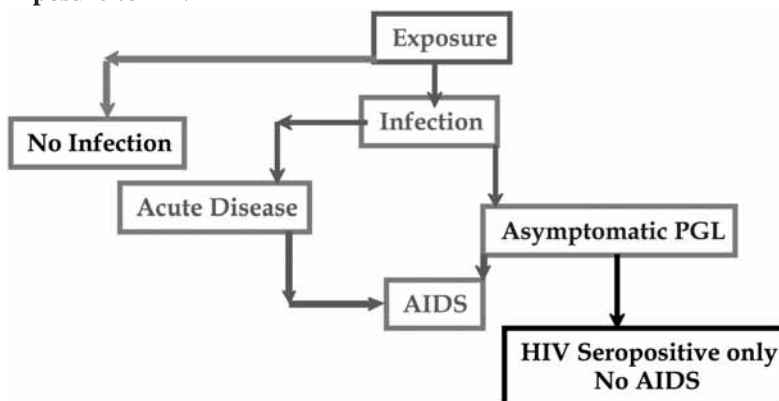 Exposure
No Infection
Infection
Acute Disease
Asymptomatic PGL
AIDS
HIV Seropositive only
No AIDS